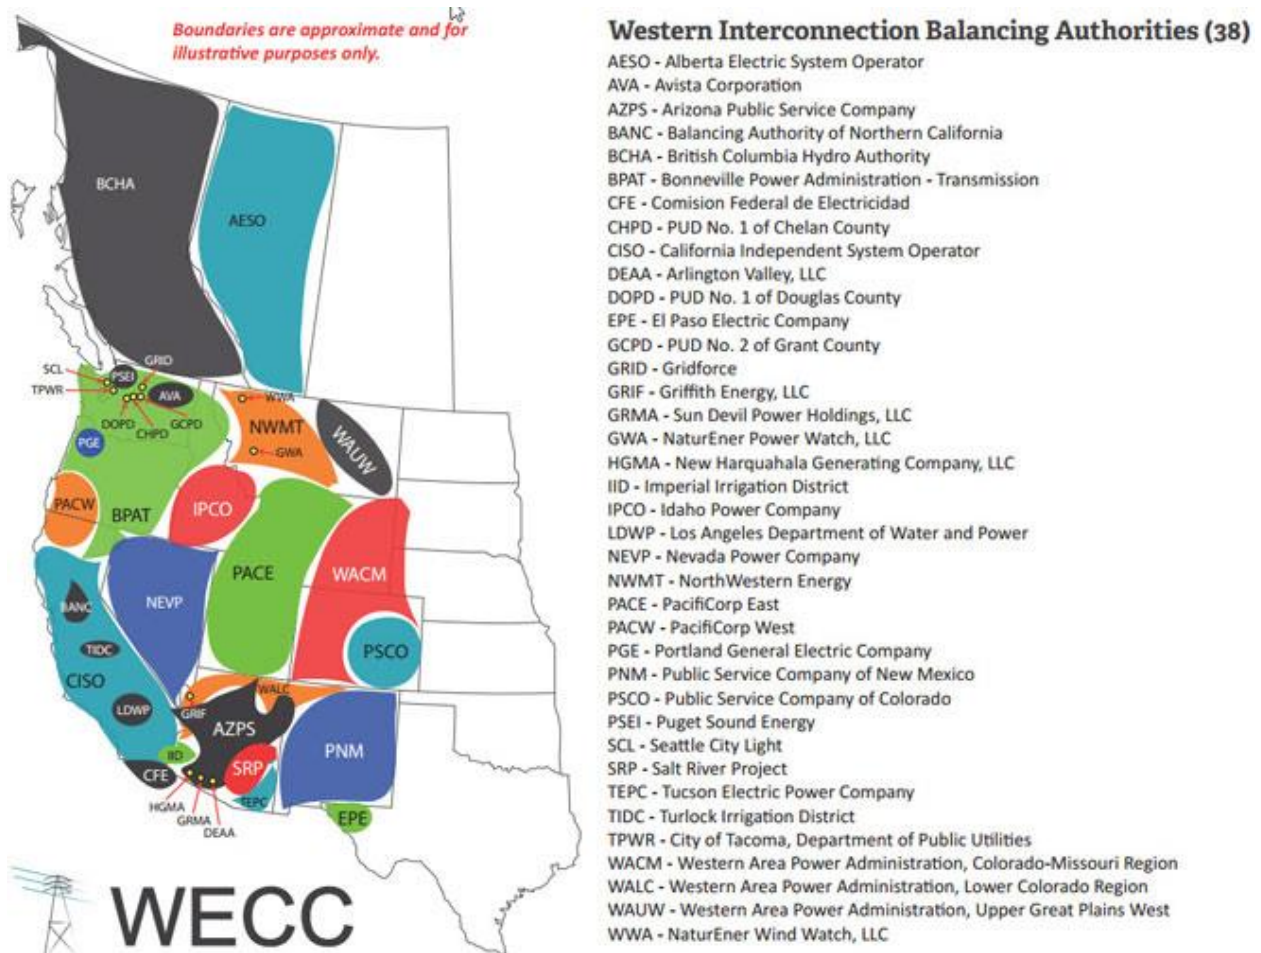 Boundaries are approximate and for
illustrative purposes only.
BCHA
AESO
GRID
SCL
PSEI
TPWR
AVA
WWA
DOPD
GCPD
CHPD
NWMT
PGE
GWA
WAUW
PACW
BPAT
IPCO
PACE
WACM
NEVP
BANC
TIDC
PSCO
CISO
WALC
LDWP
GRIF
AZPS
IID
PNM
SRP
CFE
TEPC
HGMA
GRMA
DEAA
EPE
WECC
Western Interconnection Balancing Authorities (38)
AESO - Alberta Electric System Operator
AVA - Avista Corporation
AZPS - Arizona Public Service Company
BANC - Balancing Authority of Northern California
BCHA - British Columbia Hydro Authority
BPAT - Bonneville Power Administration - Transmission
CFE - Comision Federal de Electricidad
CHPD - PUD No. 1 of Chelan County
CISO - California Independent System Operator
DEAA - Arlington Valley, LLC
DOPD - PUD No. 1 of Douglas County
EPE - El Paso Electric Company
GCPD - PUD No. 2 of Grant County
GRID - Gridforce
GRIF - Griffith Energy, LLC
GRMA - Sun Devil Power Holdings, LLC
GWA - NaturEner Power Watch, LLC
HGMA - New Harquahala Generating Company, LLC
IID - Imperial Irrigation District
IPCO - Idaho Power Company
LDWP - Los Angeles Department of Water and Power
NEVP - Nevada Power Company
NWMT - NorthWestern Energy
PACE - PacifiCorp East
PACW - PacifiCorp West
PGE - Portland General Electric Company
PNM - Public Service Company of New Mexico
PSCO - Public Service Company of Colorado
PSEI - Puget Sound Energy
SCL - Seattle City Light
SRP - Salt River Project
TEPC - Tucson Electric Power Company
TIDC - Turlock Irrigation District
TPWR - City of Tacoma, Department of Public Utilities
WACM - Western Area Power Administration, Colorado-Missouri Region
WALC - Western Area Power Administration, Lower Colorado Region
WAUW - Western Area Power Administration, Upper Great Plains West
WWA - NaturEner Wind Watch, LLC